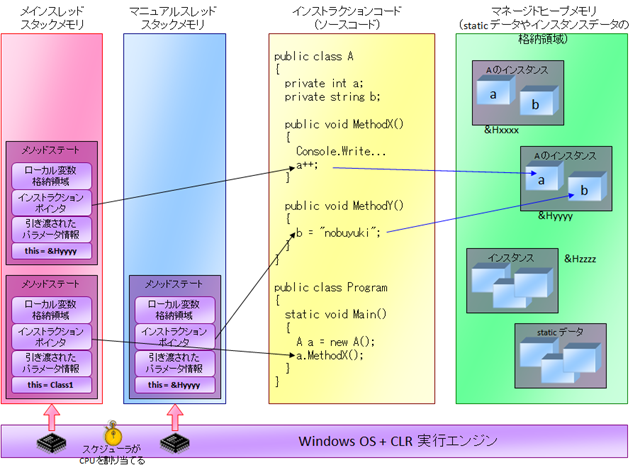 メインスレッド
スタックメモリ
マニュアルスレッド
スタックメモリ
インストラクションコード
(ソースコード)
マネージドヒープメモリ
(static データやインスタンスデータの
格納領域)
メソッドステート
ローカル変数
格納領域
インストラクション
ポインタ
引き渡された
パラメータ情報
this = &Hyyyy
メソッドステート
ローカル変数
格納領域
インストラクション
ポインタ
引き渡された
パラメータ情報
this = Class1
メソッドステート
ローカル変数
格納領域
インストラクション
ポインタ
引き渡された
パラメータ情報
this = &Hyyyy
public class A
{
private int a;
private string b;
public void MethodX()
{
Console.Write...
a++;
}
public void MethodY()
{
b = "nobuyuki";
}
}
public class Program
{
static void Main()
{
A a = new A();
a.MethodX();
}
}
Aのインスタンス
a
b
&Hxxxx
Aのインスタンス
a
b
&Hyyyy
インスタンス
&Hzzzz
static データ
スケジューラが
CPUを割り当てる
Windows OS + CLR 実行エンジン